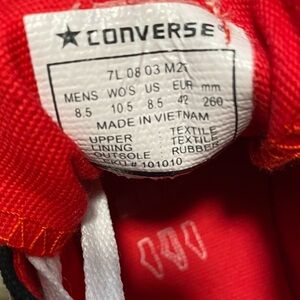 ★ CONVERSE®
7L 08 03 M2
MENS WO'S US EUR mm
8.5 10.5 8.5 42 260
MADE IN VIETNAM
UPPER TEXTILE
LINING TEXTILE
OUTSOLE RUBBER
SKU# 101010